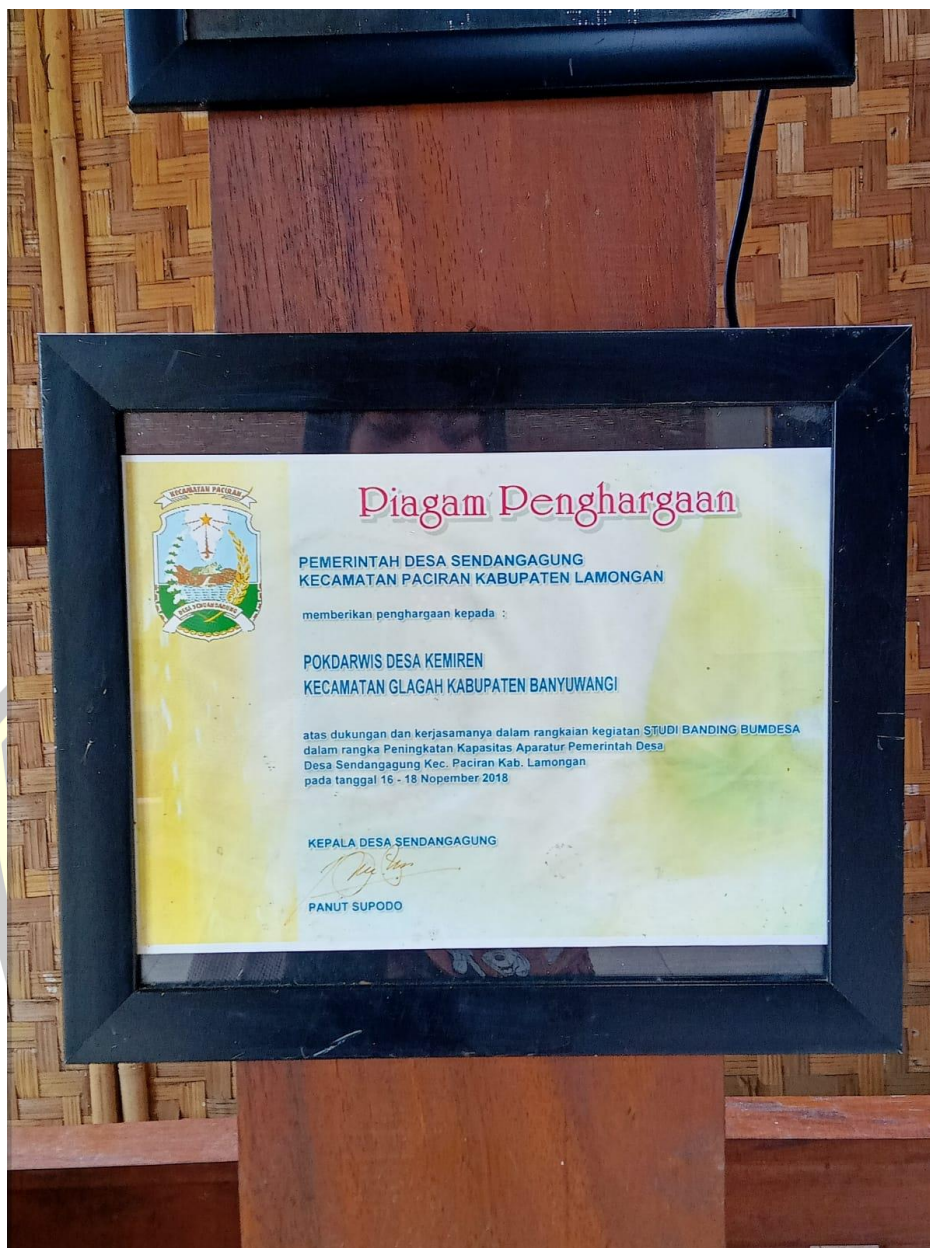 KECAMATAN PACIRAN
DESA SENDANGAGUNG
Piagam Penghargaan
PEMERINTAH DESA SENDANGAGUNG
KECAMATAN PACIRAN KABUPATEN LAMONGAN
memberikan penghargaan kepada :
POKDARWIS DESA KEMIREN
KECAMATAN GLAGAH KABUPATEN BANYUWANGI
atas dukungan dan kerjasamanya dalam rangkaian kegiatan STUDI BANDING BUMDESA
dalam rangka Peningkatan Kapasitas Aparatur Pemerintah Desa
Desa Sendangagung Kec. Paciran Kab. Lamongan
pada tanggal 16 - 18 Nopember 2018
KEPALA DESA SENDANGAGUNG
PANUT SUPODO